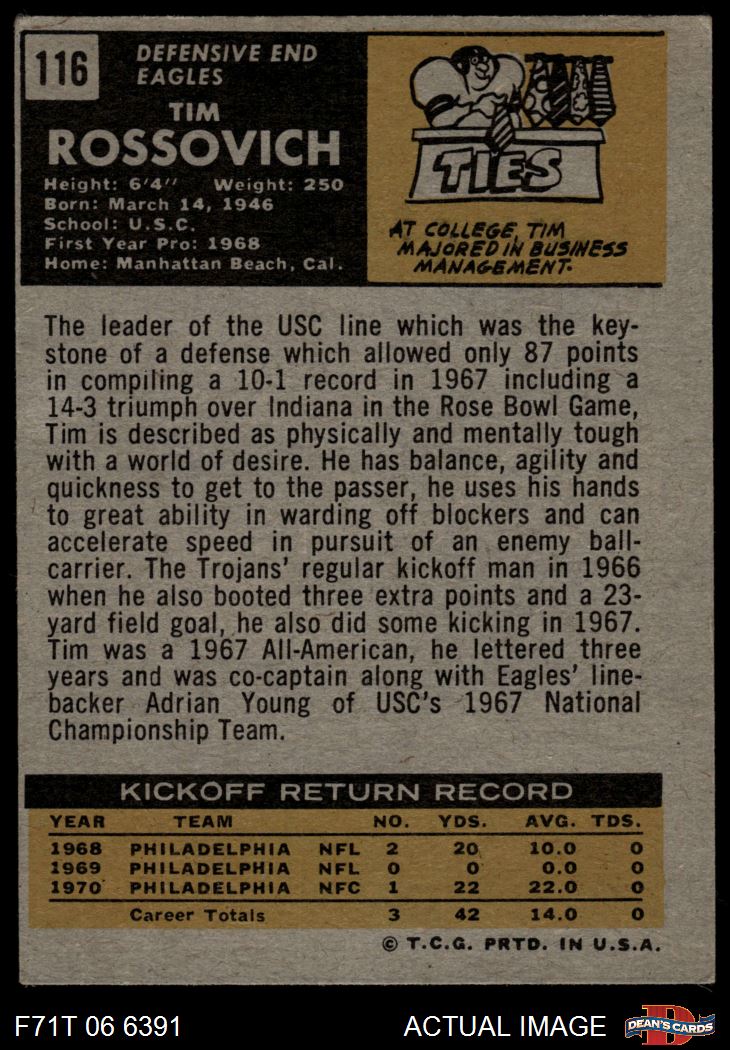 116
DEFENSIVE END
EAGLES
TIM
ROSSOVICH
Height: 6'4" Weight: 250
Born: March 14, 1946
School: U.S.C.
First Year Pro: 1968
Home: Manhattan Beach, Cal.
TIES
AT COLLEGE, TIM
MAJORED IN BUSINESS
MANAGEMENT.
The leader of the USC line which was the key-
stone of a defense which allowed only 87 points
in compiling a 10-1 record in 1967 including a
14-3 triumph over Indiana in the Rose Bowl Game,
Tim is described as physically and mentally tough
with a world of desire. He has balance, agility and
quickness to get to the passer, he uses his hands
to great ability in warding off blockers and can
accelerate speed in pursuit of an enemy ball-
carrier. The Trojans' regular kickoff man in 1966
when he also booted three extra points and a 23-
yard field goal, he also did some kicking in 1967.
Tim was a 1967 All-American, he lettered three
years and was co-captain along with Eagles' line-
backer Adrian Young of USC's 1967 National
Championship Team.
KICKOFF RETURN RECORD
YEAR TEAM NO. YDS. AVG. TDS.
1968 PHILADELPHIA NFL 2 20 10.0 0
1969 PHILADELPHIA NFL 0 0 0.0 0
1970 PHILADELPHIA NFC 1 22 22.0 0
Career Totals 3 42 14.0 0
© T.C.G. PRTD. IN U.S.A.
F71T 06 6391 ACTUAL IMAGE D DEAN'S CARDS